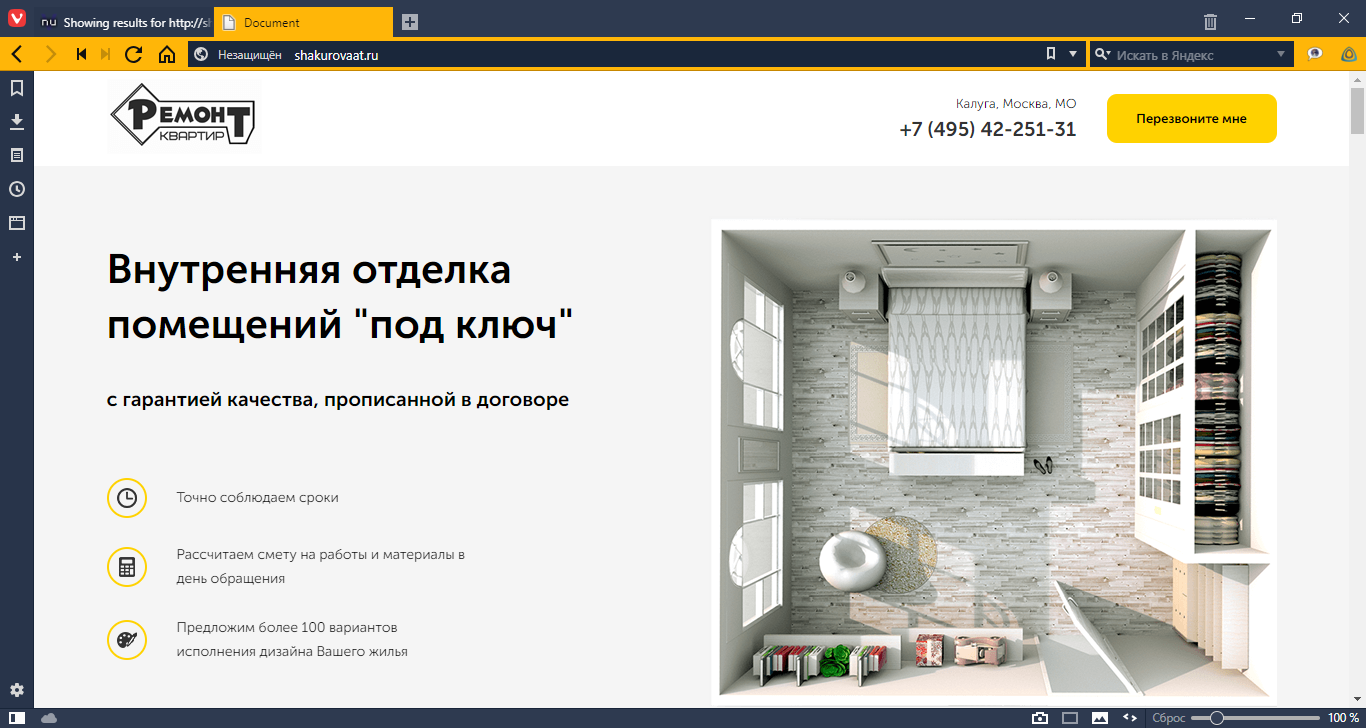 nu Showing results for http://sh
Document
Незащищён shakurovaat.ru
Искать в Яндекс
РЕМОНТ
КВАРТИР
Калуга, Москва, МО
+7 (495) 42-251-31
Перезвоните мне
Внутренняя отделка
помещений "под ключ"
с гарантией качества, прописанной в договоре
Точно соблюдаем сроки
Рассчитаем смету на работы и материалы в
день обращения
Предложим более 100 вариантов
исполнения дизайна Вашего жилья
Сброс 100 %